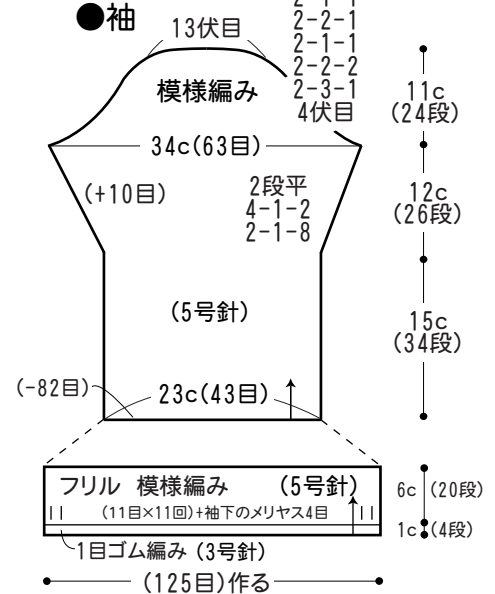 ●袖
13伏目
2-2-1
2-1-1
2-2-2
2-3-1
4伏目
模様編み
11c
(24段)
34c(63目)
(+10目)
2段平
4-1-2
2-1-8
12c
(26段)
(5号針)
15c
(34段)
(-82目)
23c(43目)
フリル 模様編み (5号針)
(11目×11回)+袖下のメリヤス4目
6c (20段)
1c (4段)
1目ゴム編み (3号針)
(125目)作る